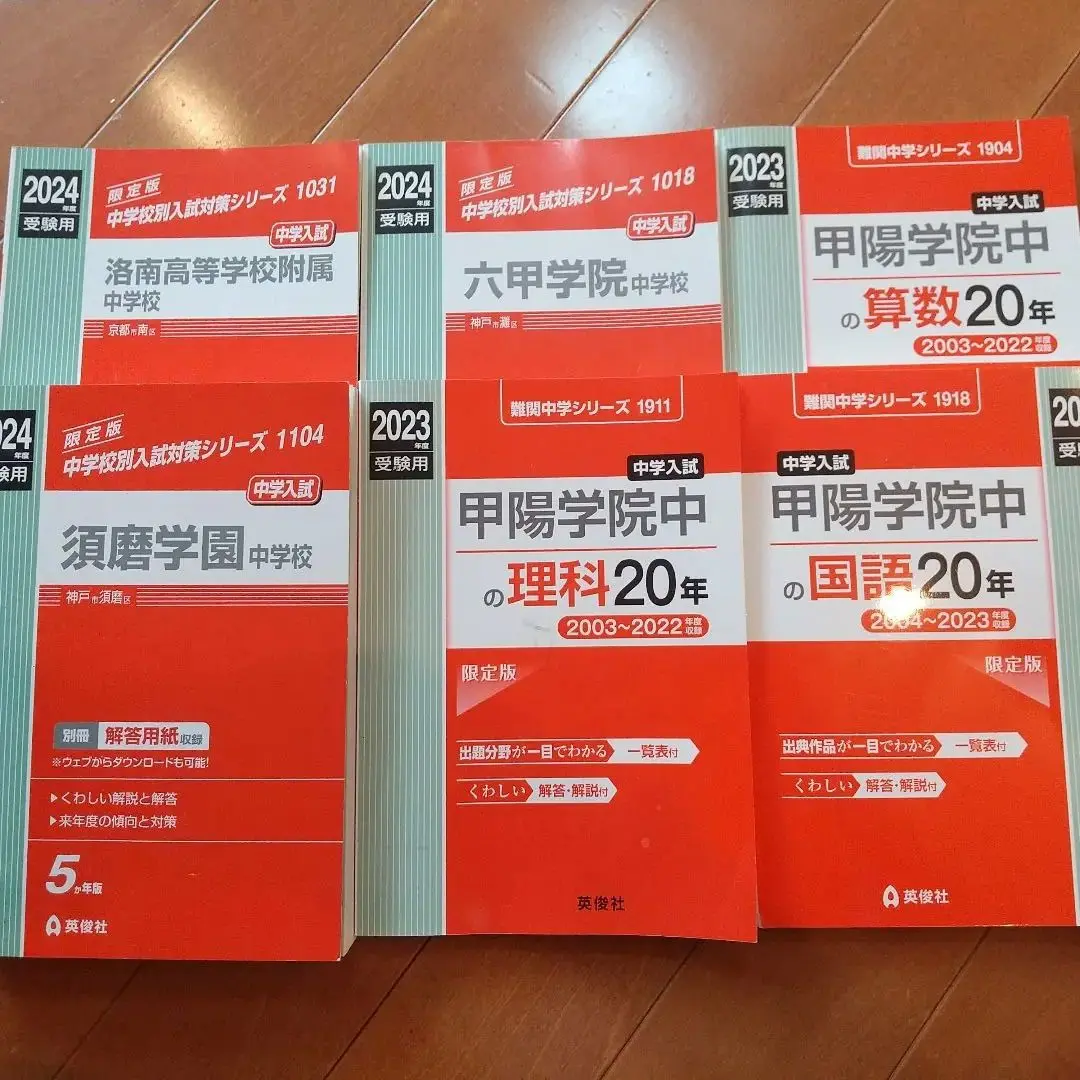 2024年度
受験用
限定版
中学校別入試対策シリーズ 1031
中学入試
洛南高等学校附属
中学校
京都市南区
2024年度
受験用
限定版
中学校別入試対策シリーズ 1018
中学入試
六甲学院中学校
神戸市灘区
2023年度
受験用
難関中学シリーズ 1904
中学入試
甲陽学院中
の算数20年
2003~2022年度収録
24年度
験用
限定版
中学校別入試対策シリーズ 1104
中学入試
須磨学園中学校
神戸市須磨区
別冊 解答用紙収録
※ウェブからダウンロードも可能!
▶くわしい解説と解答
▶来年度の傾向と対策
5か年版
英俊社
2023年度
受験用
難関中学シリーズ 1911
中学入試
甲陽学院中
の理科20年
2003~2022年度収録
限定版
出題分野が一目でわかる 一覧表付
くわしい 解答・解説付
英俊社
難関中学シリーズ 1918
中学入試
甲陽学院中
の国語20年
2004~2023年度収録
限定版
出典作品が一目でわかる 一覧表付
くわしい 解答・解説付
英俊社
20
受